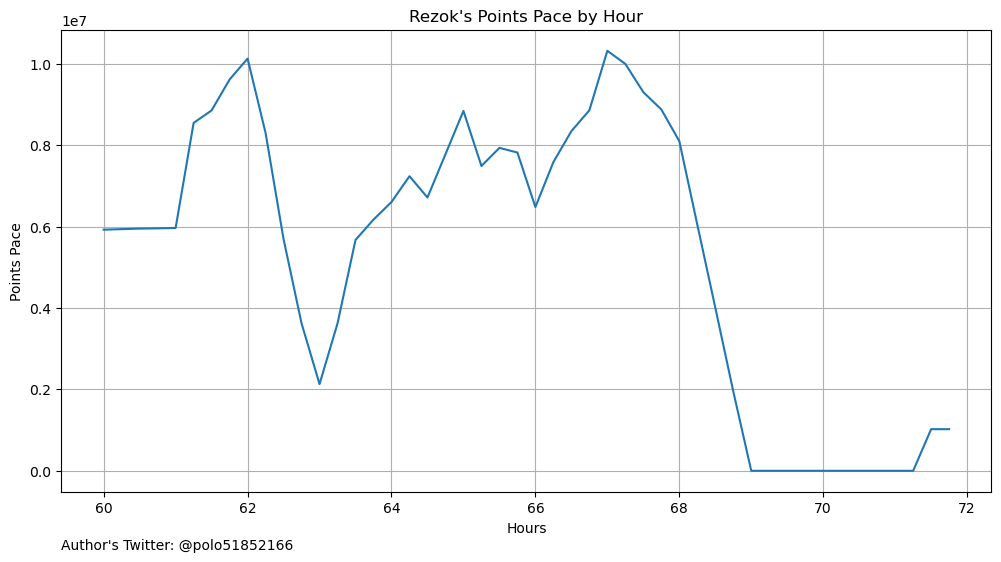 Rezok's Points Pace by Hour
1e7
1.0
0.8
0.6
0.4
0.2
0.0
Points Pace
60 62 64 66 68 70 72
Hours
Author's Twitter: @polo51852166